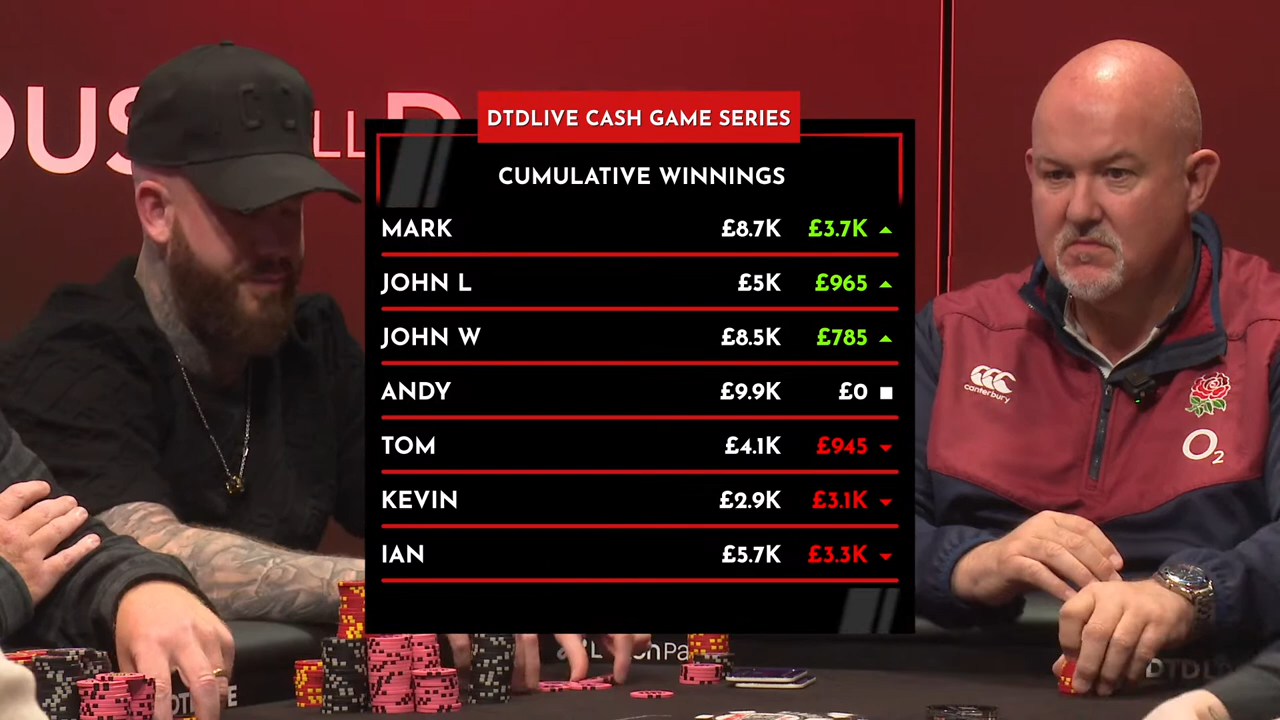 DTDLIVE CASH GAME SERIES
CUMULATIVE WINNINGS
MARK £8.7K £3.7K
JOHN L £5K £965
JOHN W £8.5K £785
ANDY £9.9K £0
TOM £4.1K £945
KEVIN £2.9K £3.1K
IAN £5.7K £3.3K
canterbury
O2
DTDL